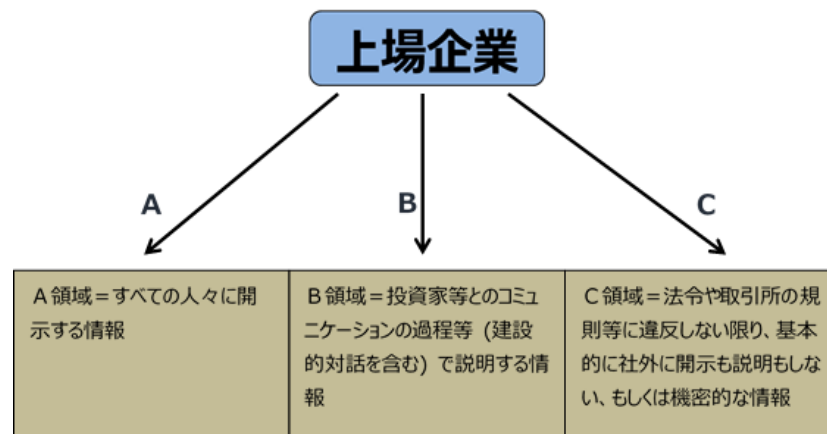 上場企業
A
B
C
A領域＝すべての人々に開
示する情報
B領域＝投資家等とのコミュ
ニケーションの過程等（建設
的対話を含む）で説明する情
報
C領域＝法令や取引所の規
則等に違反しない限り、基本
的に社外に開示も説明もしな
い、もしくは機密的な情報